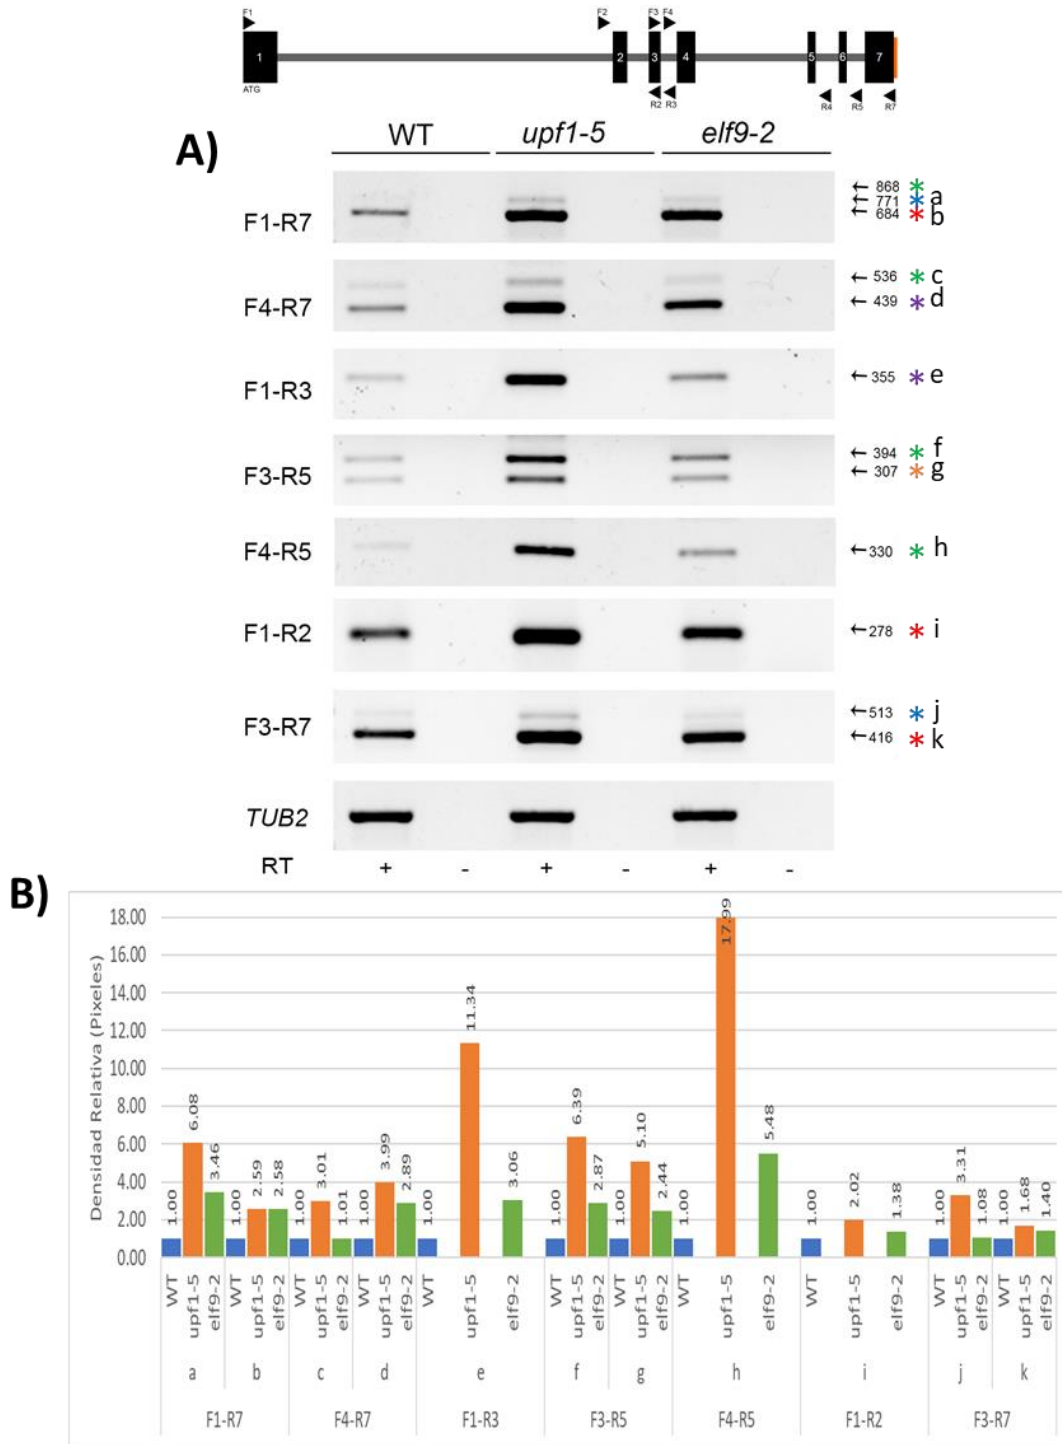 F1 F2 F3 F4
1 2 3 4 5 6 7
ATG R2 R3 R4 R5 R7
A) WT upf1-5 elf9-2
F1-R7
←868 * a
←771 *
←684 * b
F4-R7
←536 * c
←439 * d
F1-R3
←355 * e
F3-R5
←394 * f
←307 * g
F4-R5
←330 * h
F1-R2
←278 * i
F3-R7
←513 * j
←416 * k
TUB2
RT + - + - + -
B)
Densidad Relativa (Pixeles)
18.00
16.00
14.00
12.00
10.00
8.00
6.00
4.00
2.00
0.00
1.00 6.08 3.46 1.00 2.59 2.58 1.00 3.01 1.01 1.00 3.99 2.89 1.00 11.34 3.06 1.00 6.39 2.87 1.00 5.10 2.44 1.00 17.99 5.48 1.00 2.02 1.38 1.00 3.31 1.08 1.00 1.68 1.40
WT upf1-5 elf9-2 WT upf1-5 elf9-2 WT upf1-5 elf9-2 WT upf1-5 elf9-2 WT upf1-5 elf9-2 WT upf1-5 elf9-2 WT upf1-5 elf9-2 WT upf1-5 elf9-2 WT upf1-5 elf9-2 WT upf1-5 elf9-2 WT upf1-5 elf9-2
a b c d e f g h i j k
F1-R7 F4-R7 F1-R3 F3-R5 F4-R5 F1-R2 F3-R7